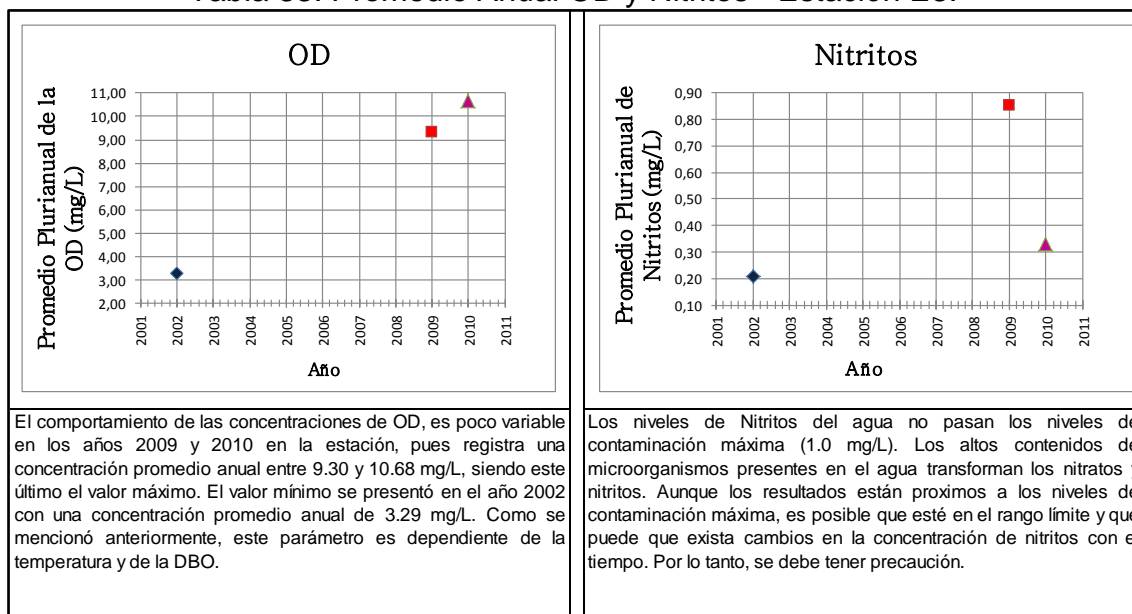 OD
Promedio Plurianual de la
OD (mg/L)
11,00
10,00
9,00
8,00
7,00
6,00
5,00
4,00
3,00
2,00
2001
2002
2003
2004
2005
2006
2007
2008
2009
2010
2011
Año
El comportamiento de las concentraciones de OD, es poco variable
en los años 2009 y 2010 en la estación, pues registra una
concentración promedio anual entre 9.30 y 10.68 mg/L, siendo este
último el valor máximo. El valor mínimo se presentó en el año 2002
con una concentración promedio anual de 3.29 mg/L. Como se
mencionó anteriormente, este parámetro es dependiente de la
temperatura y de la DBO.
Nitritos
Promedio Plurianual de
Nitritos (mg/L)
0,90
0,80
0,70
0,60
0,50
0,40
0,30
0,20
0,10
2001
2002
2003
2004
2005
2006
2007
2008
2009
2010
2011
Año
Los niveles de Nitritos del agua no pasan los niveles de
contaminación máxima (1.0 mg/L). Los altos contenidos de
microorganismos presentes en el agua transforman los nitratos y
nitritos. Aunque los resultados están proximos a los niveles de
contaminación máxima, es posible que esté en el rango límite y que
puede que exista cambios en la concentración de nitritos con el
tiempo. Por lo tanto, se debe tener precaución.